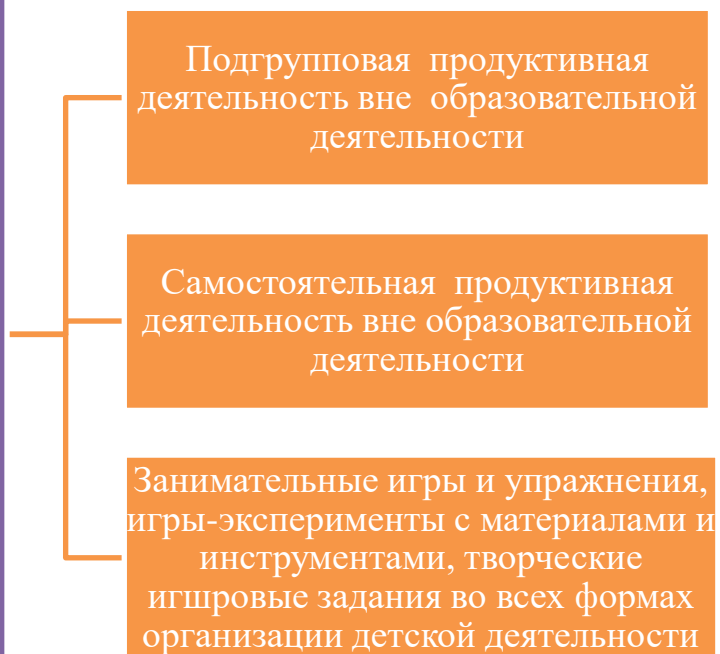 Подгрупповая продуктивная
деятельность вне образовательной
деятельности
Самостоятельная продуктивная
деятельность вне образовательной
деятельности
Занимательные игры и упражнения,
игры-эксперименты с материалами и
инструментами, творческие
игшровые задания во всех формах
организации детской деятельности